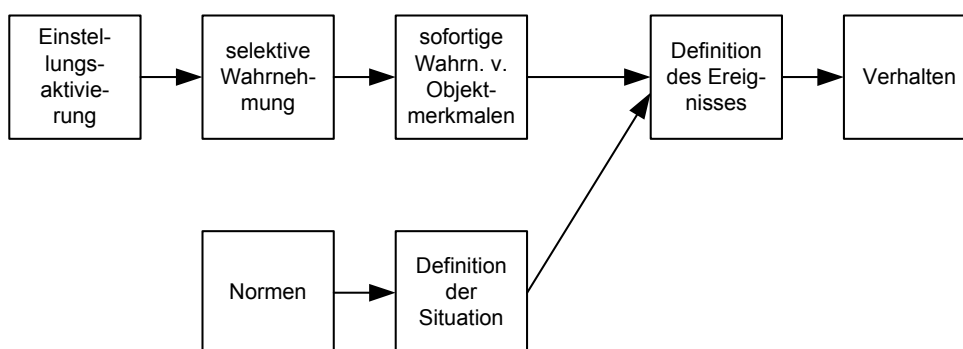 Einstel-
lungs-
aktivie-
rung
selektive
Wahrneh-
mung
sofortige
Wahrn. v.
Objekt-
merkmalen
Definition
des Ereig-
nisses
Verhalten
Normen
Definition
der
Situation